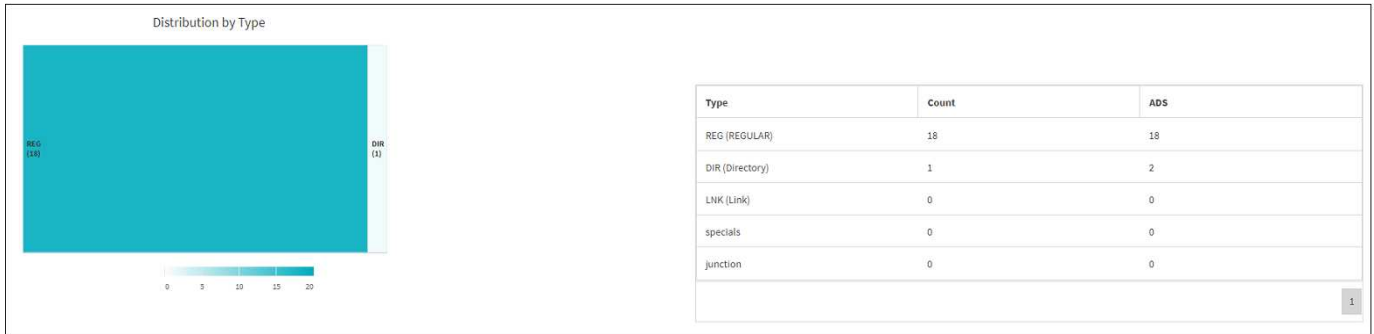 Distribution by Type
REG
(18)
DIR
(1)
0 5 10 15 20
Type Count ADS
REG (REGULAR) 18 18
DIR (Directory) 1 2
LNK (Link) 0 0
specials 0 0
junction 0 0
1